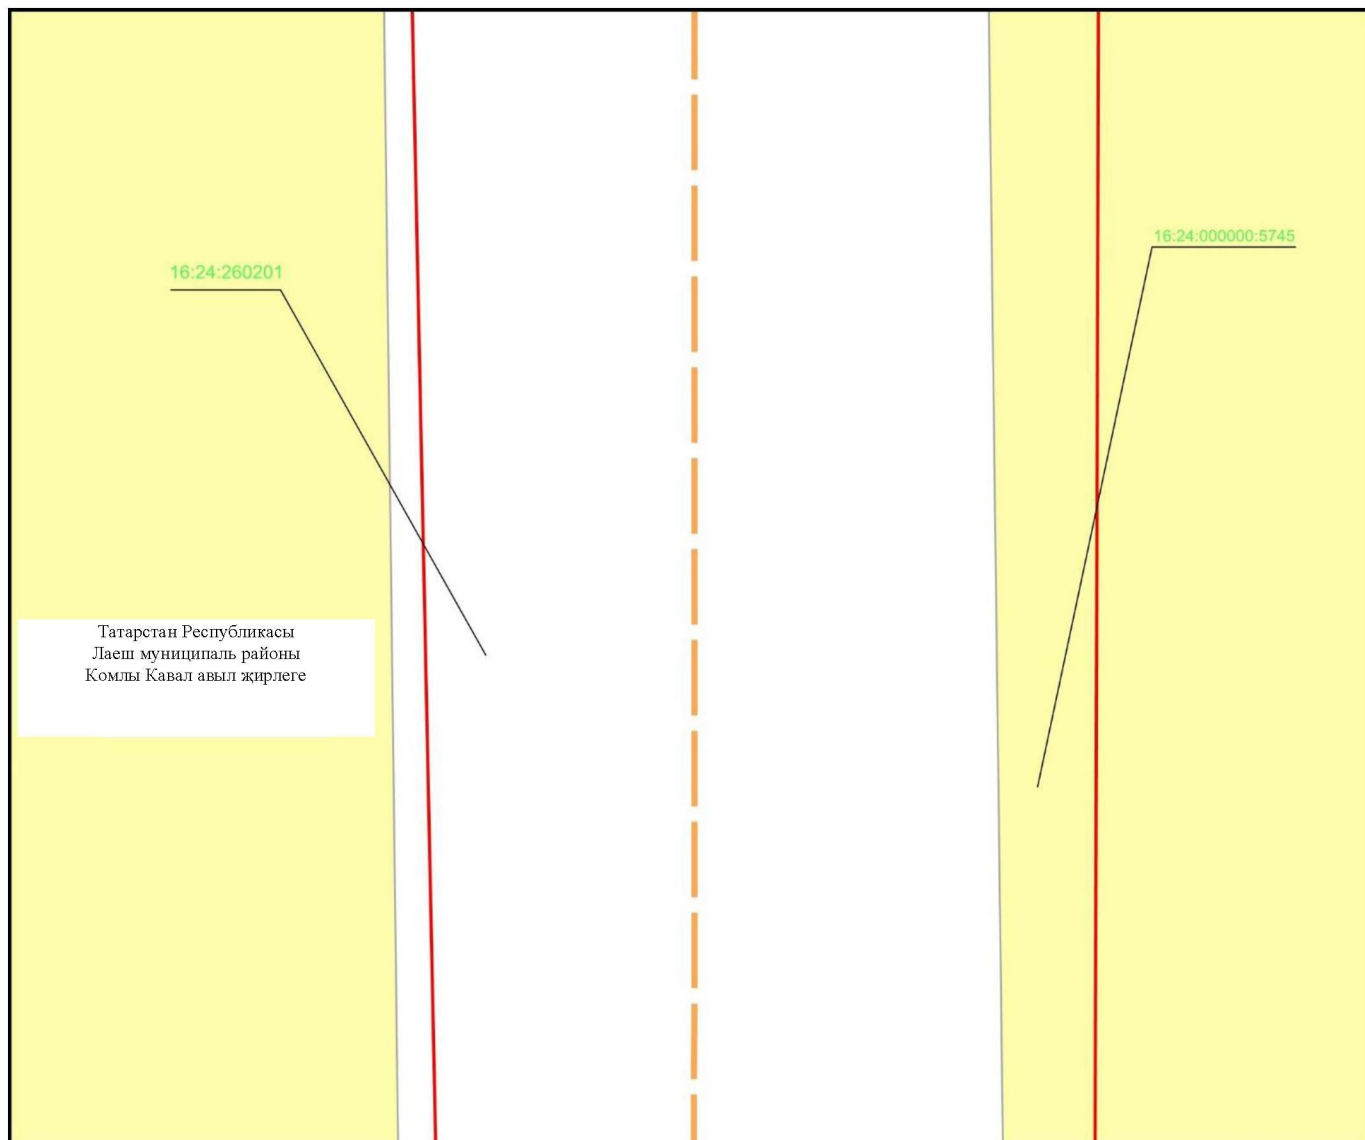 16:24:000000:5745
16:24:260201
Татарстан Республикасы
Лаеш муниципаль районы
Комлы Кавал авыл җирлеге